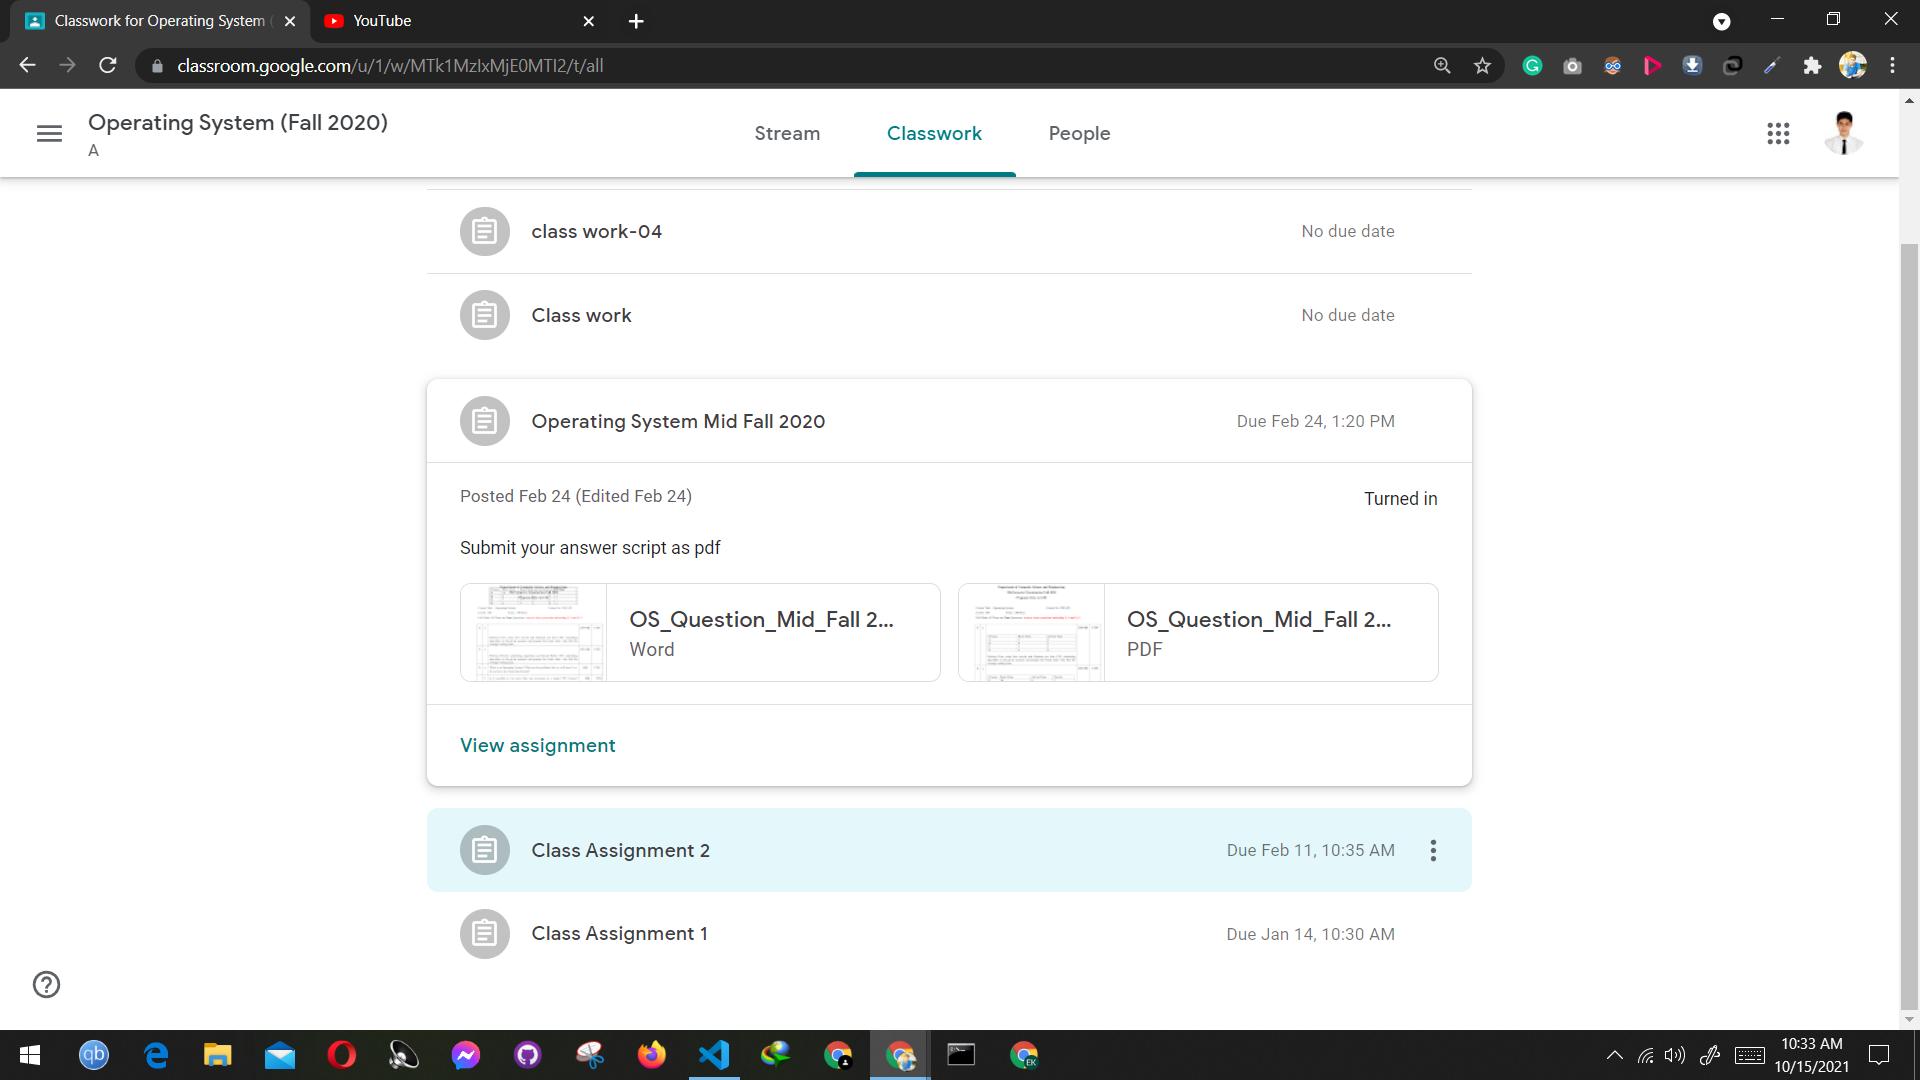 Classwork for Operating System (
YouTube
classroom.google.com/u/1/w/MTk1MzIxMjE0MTI2/t/all
Operating System (Fall 2020)
A
Stream
Classwork
People
class work-04
No due date
Class work
No due date
Operating System Mid Fall 2020
Due Feb 24, 1:20 PM
Posted Feb 24 (Edited Feb 24)
Turned in
Submit your answer script as pdf
OS_Question_Mid_Fall 2...
Word
OS_Question_Mid_Fall 2...
PDF
View assignment
Class Assignment 2
Due Feb 11, 10:35 AM
Class Assignment 1
Due Jan 14, 10:30 AM
qb
EK
10:33 AM
10/15/2021